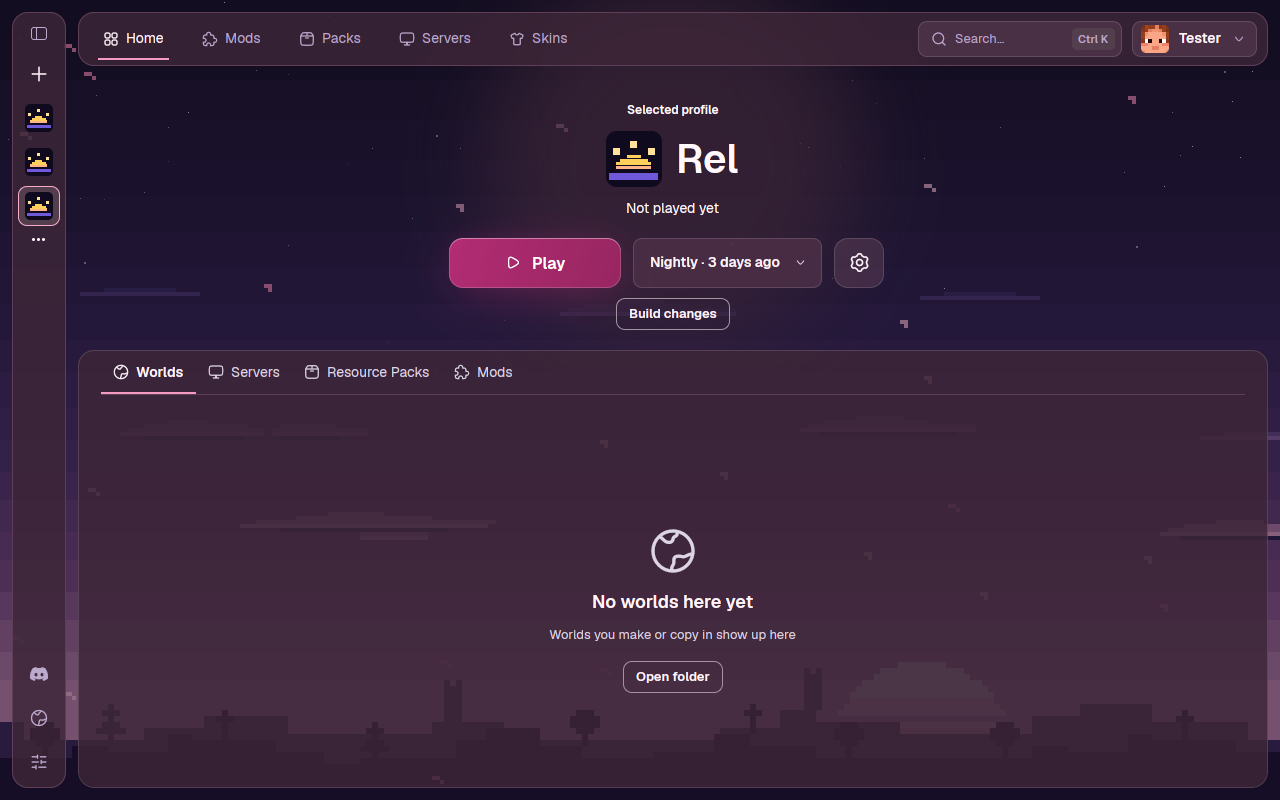 Home
Mods
Packs
Servers
Skins
Search...
Ctrl K
Tester
Selected profile
Rel
Not played yet
Play
Nightly · 3 days ago
Build changes
Worlds
Servers
Resource Packs
Mods
No worlds here yet
Worlds you make or copy in show up here
Open folder